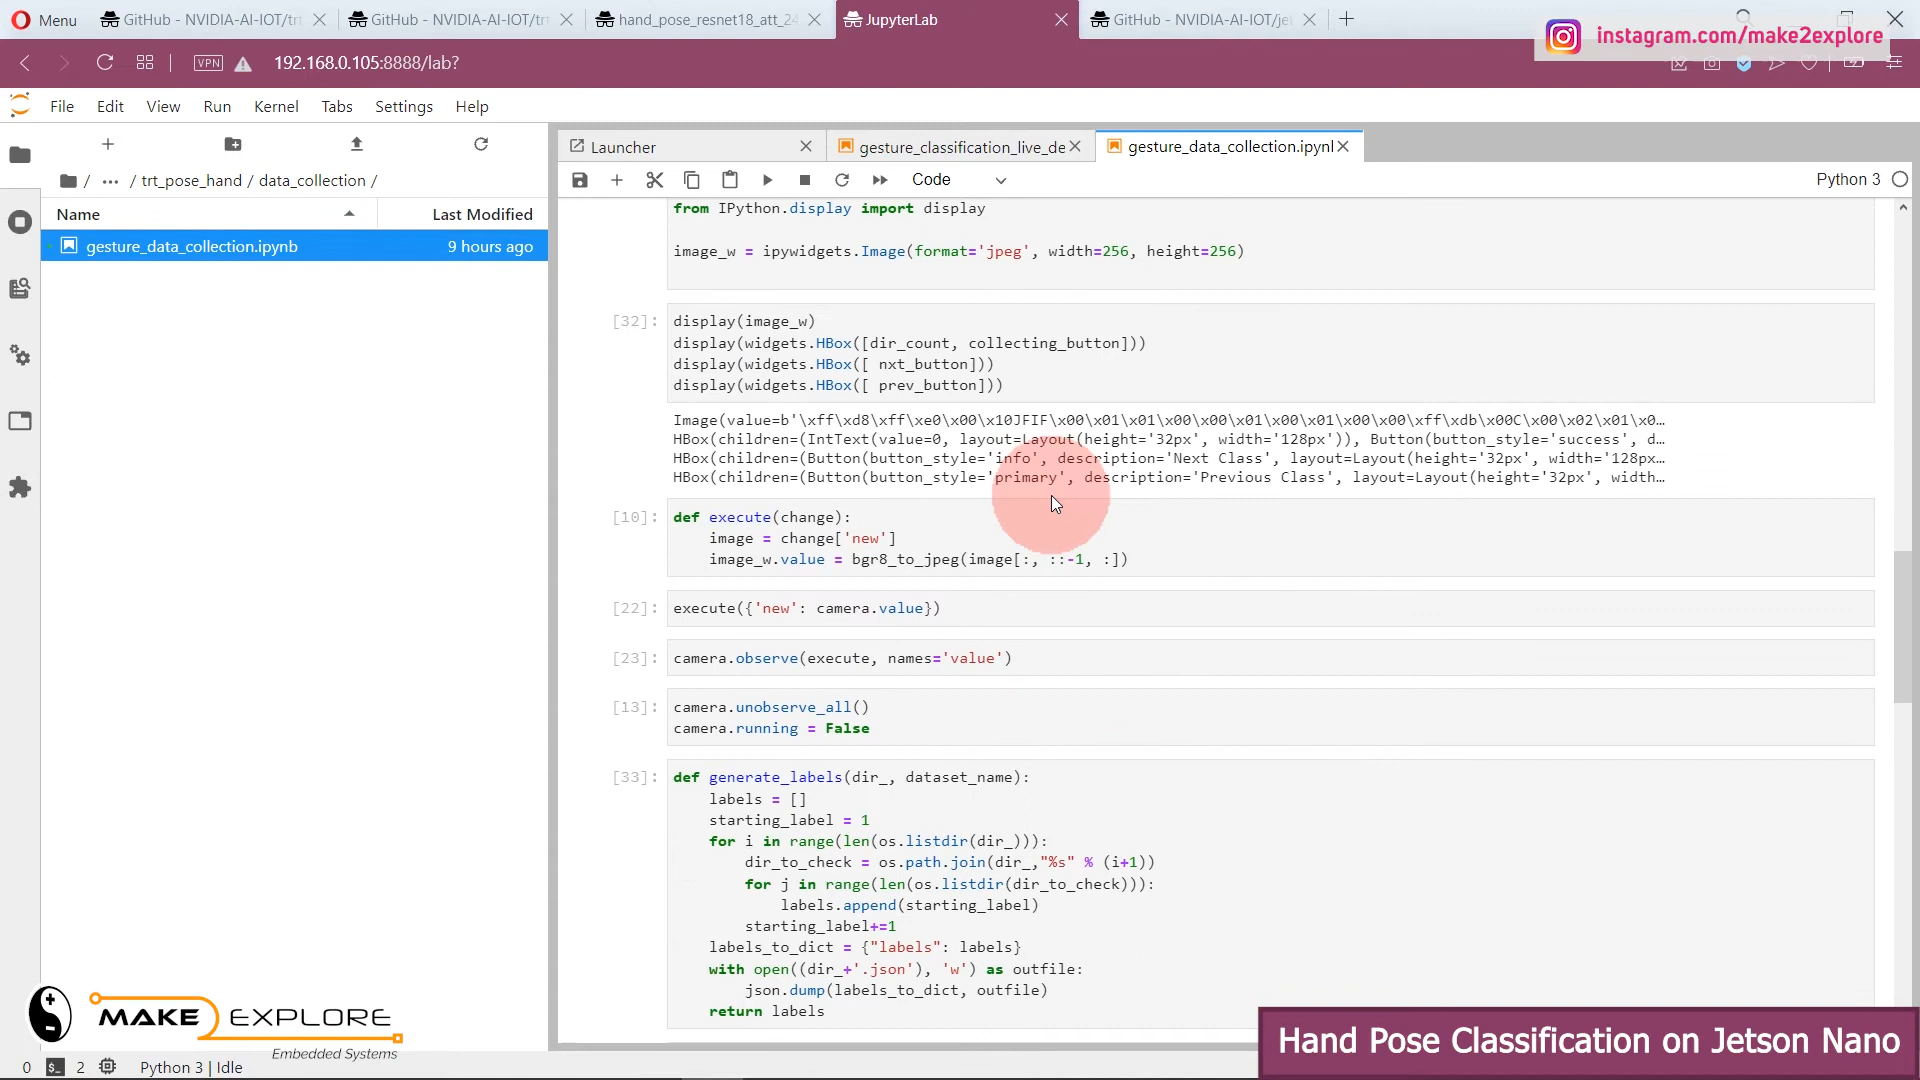 Menu
GitHub - NVIDIA-AI-IOT/trt
GitHub - NVIDIA-AI-IOT/trt
hand_pose_resnet18_att_24
JupyterLab
GitHub - NVIDIA-AI-IOT/je
instagram.com/make2explore
VPN
192.168.0.105:8888/lab?
File Edit View Run Kernel Tabs Settings Help
/ ··· / trt_pose_hand / data_collection /
Name Last Modified
gesture_data_collection.ipynb 9 hours ago
Launcher
gesture_classification_live_de
gesture_data_collection.ipynl
Code
Python 3
from IPython.display import display
image_w = ipywidgets.Image(format='jpeg', width=256, height=256)
[32]: display(image_w)
display(widgets.HBox([dir_count, collecting_button]))
display(widgets.HBox([ nxt_button]))
display(widgets.HBox([ prev_button]))
Image(value=b'\xff\xd8\xff\xe0\x00\x10JFIF\x00\x01\x01\x00\x00\x01\x00\x01\x00\x00\xff\xdb\x00C\x00\x02\x01\x0…
HBox(children=(IntText(value=0, layout=Layout(height='32px', width='128px')), Button(button_style='success', d…
HBox(children=(Button(button_style='info', description='Next Class', layout=Layout(height='32px', width='128px…
HBox(children=(Button(button_style='primary', description='Previous Class', layout=Layout(height='32px', width…
[10]: def execute(change):
image = change['new']
image_w.value = bgr8_to_jpeg(image[:, ::-1, :])
[22]: execute({'new': camera.value})
[23]: camera.observe(execute, names='value')
[13]: camera.unobserve_all()
camera.running = False
[33]: def generate_labels(dir_, dataset_name):
labels = []
starting_label = 1
for i in range(len(os.listdir(dir_))):
dir_to_check = os.path.join(dir_,"%s" % (i+1))
for j in range(len(os.listdir(dir_to_check))):
labels.append(starting_label)
starting_label+=1
labels_to_dict = {"labels": labels}
with open((dir_+'.json'), 'w') as outfile:
json.dump(labels_to_dict, outfile)
return labels
MAKE EXPLORE
Embedded Systems
Hand Pose Classification on Jetson Nano
0 $_ 2 Python 3 | Idle